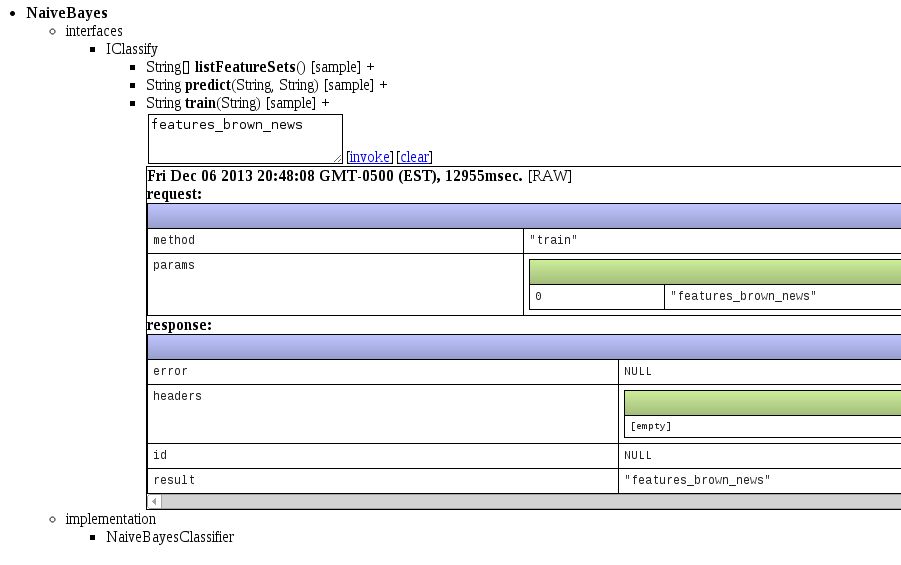 NaiveBayes
interfaces
IClassify
String[] listFeatureSets() [sample] +
String predict(String, String) [sample] +
String train(String) [sample] +
features_brown_news
[invoke] [clear]
Fri Dec 06 2013 20:48:08 GMT-0500 (EST), 12955msec. [RAW]
request:
method "train"
params
0 "features_brown_news"
response:
error NULL
headers
[empty]
id NULL
result "features_brown_news"
implementation
NaiveBayesClassifier